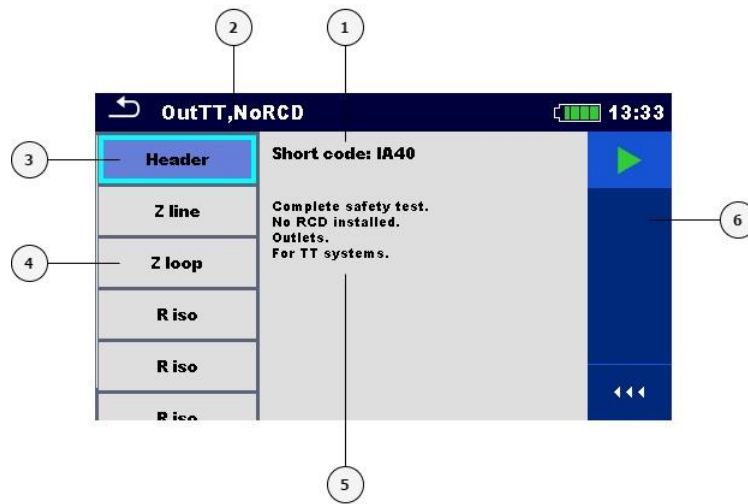 2
1
OutTT,NoRCD
13:33
3
Header
Short code: IA40
Z line
Complete safety test.
No RCD installed.
Outlets.
For TT systems.
6
4
Z loop
R iso
R iso
R iso
5